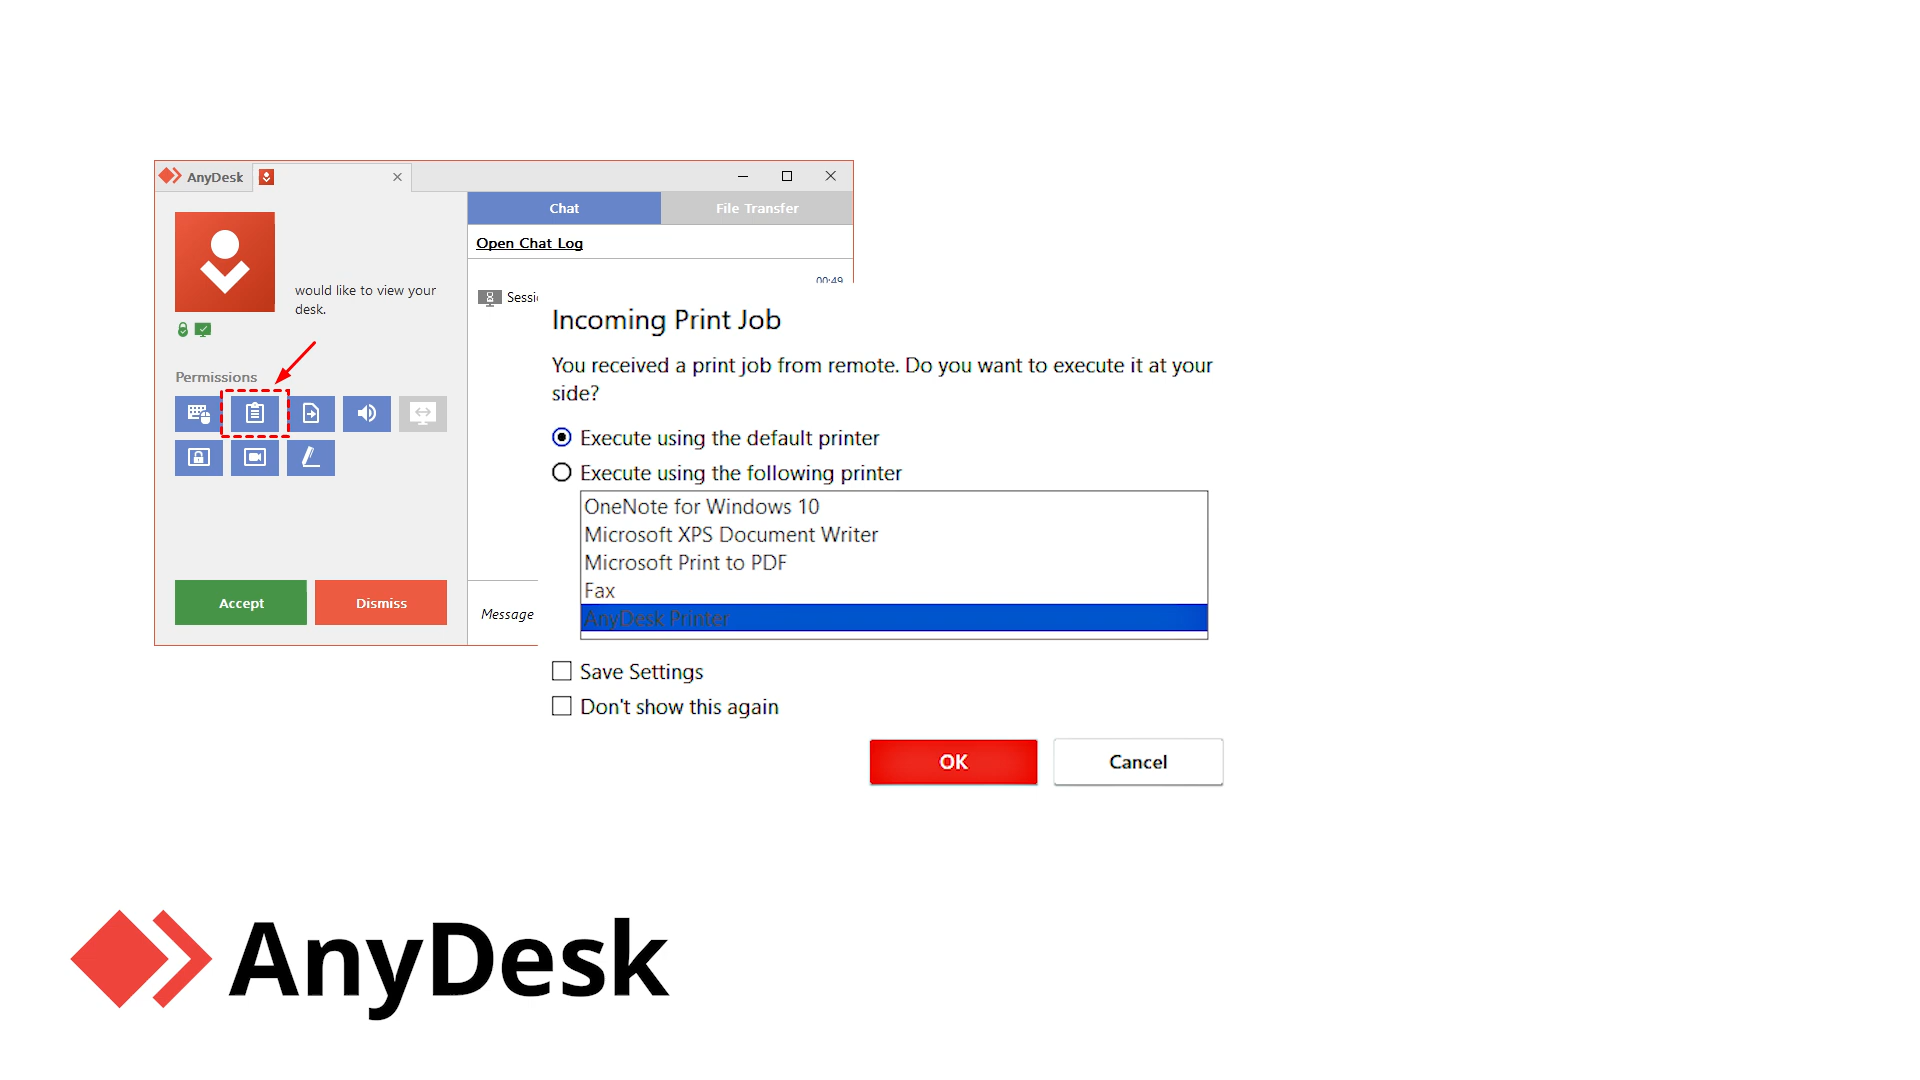 AnyDesk
Chat
File Transfer
Open Chat Log
00:49
would like to view your
desk.
Permissions
Accept
Dismiss
Message
Incoming Print Job
You received a print job from remote. Do you want to execute it at your
side?
Execute using the default printer
Execute using the following printer
OneNote for Windows 10
Microsoft XPS Document Writer
Microsoft Print to PDF
Fax
AnyDesk Printer
Save Settings
Don't show this again
OK
Cancel
AnyDesk